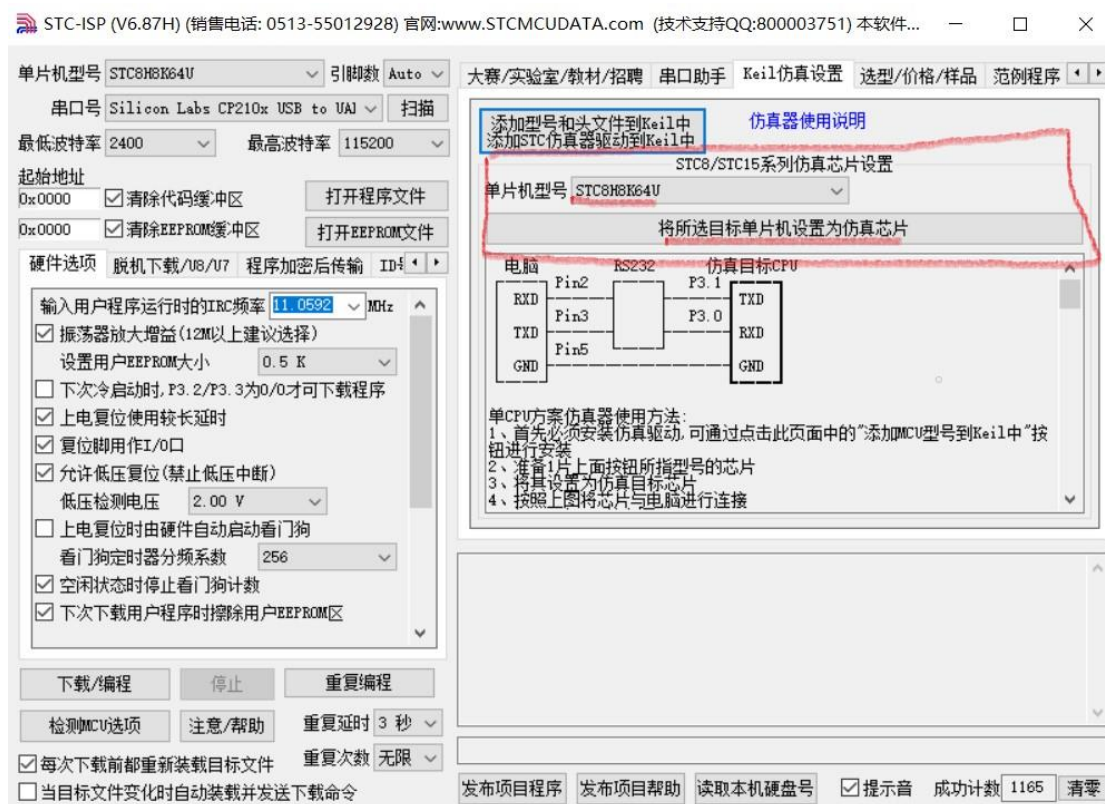 STC-ISP (V6.87H) (销售电话: 0513-55012928) 官网:www.STCMCUDATA.com (技术支持QQ:800003751) 本软件...
单片机型号 STC8H8K64U 引脚数 Auto
串口号 Silicon Labs CP210x USB to UAI 扫描
最低波特率 2400 最高波特率 115200
起始地址
0x0000 清除代码缓冲区 打开程序文件
0x0000 清除EEPROM缓冲区 打开EEPROM文件
硬件选项 脱机下载/U8/U7 程序加密后传输 ID号
输入用户程序运行时的IRC频率 11.0592 MHz
振荡器放大增益(12M以上建议选择)
设置用户EEPROM大小 0.5 K
下次冷启动时,P3.2/P3.3为0/0才可下载程序
上电复位使用较长延时
复位脚用作I/O口
允许低压复位(禁止低压中断)
低压检测电压 2.00 V
上电复位时由硬件自动启动看门狗
看门狗定时器分频系数 256
空闲状态时停止看门狗计数
下次下载用户程序时擦除用户EEPROM区
下载/编程 停止 重复编程
检测MCU选项 注意/帮助 重复延时 3 秒
每次下载前都重新装载目标文件 重复次数 无限
当目标文件变化时自动装载并发送下载命令
大赛/实验室/教材/招聘 串口助手 Keil仿真设置 选型/价格/样品 范例程序
添加型号和头文件到Keil中
添加STC仿真器驱动到Keil中
仿真器使用说明
STC8/STC15系列仿真芯片设置
单片机型号 STC8H8K64U
将所选目标单片机设置为仿真芯片
电脑 RS232 仿真目标CPU
Pin2 P3.1
RXD TXD
Pin3 P3.0
TXD RXD
Pin5
GND GND
单CPU方案仿真器使用方法:
1、首先必须安装仿真驱动,可通过点击此页面中的"添加MCU型号到Keil中"按
钮进行安装
2、准备1片上面按钮所指型号的芯片
3、将其设置为仿真目标芯片
4、按照上图将芯片与电脑进行连接
发布项目程序 发布项目帮助 读取本机硬盘号 提示音 成功计数 1165 清零